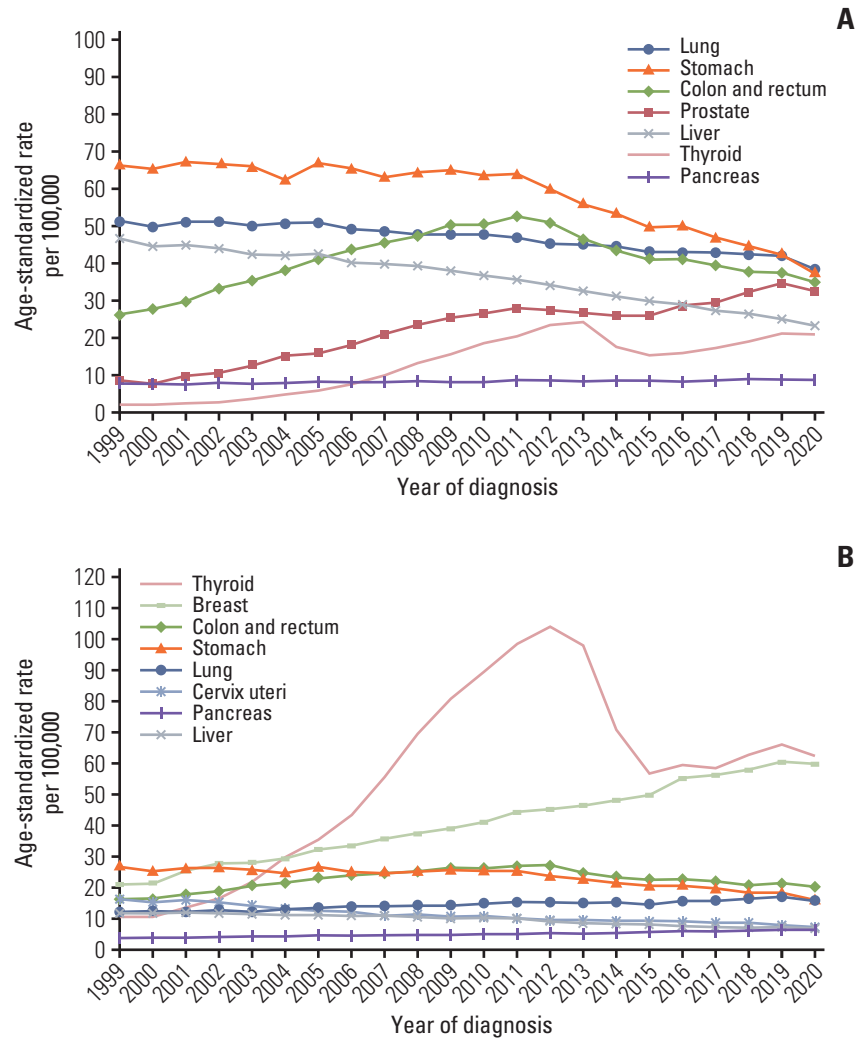 A
100
90
80
70
60
50
40
30
20
10
0
Age-standardized rate
per 100,000
Lung
Stomach
Colon and rectum
Prostate
Liver
Thyroid
Pancreas
1999
2000
2001
2002
2003
2004
2005
2006
2007
2008
2009
2010
2011
2012
2013
2014
2015
2016
2017
2018
2019
2020
Year of diagnosis
B
120
110
100
90
80
70
60
50
40
30
20
10
0
Age-standardized rate
per 100,000
Thyroid
Breast
Colon and rectum
Stomach
Lung
Cervix uteri
Pancreas
Liver
1999
2000
2001
2002
2003
2004
2005
2006
2007
2008
2009
2010
2011
2012
2013
2014
2015
2016
2017
2018
2019
2020
Year of diagnosis